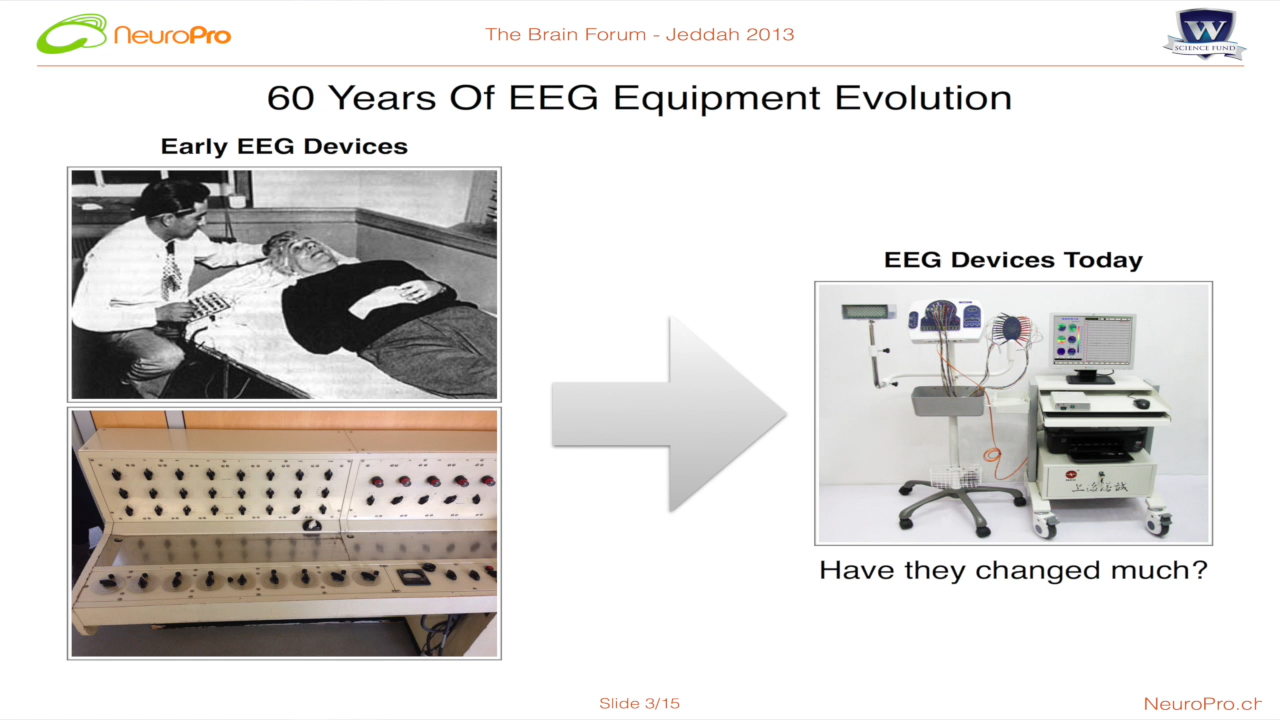 NeuroPro
The Brain Forum - Jeddah 2013
W
SCIENCE FUND
60 Years Of EEG Equipment Evolution
Early EEG Devices
EEG Devices Today
Have they changed much?
Slide 3/15
NeuroPro.ch